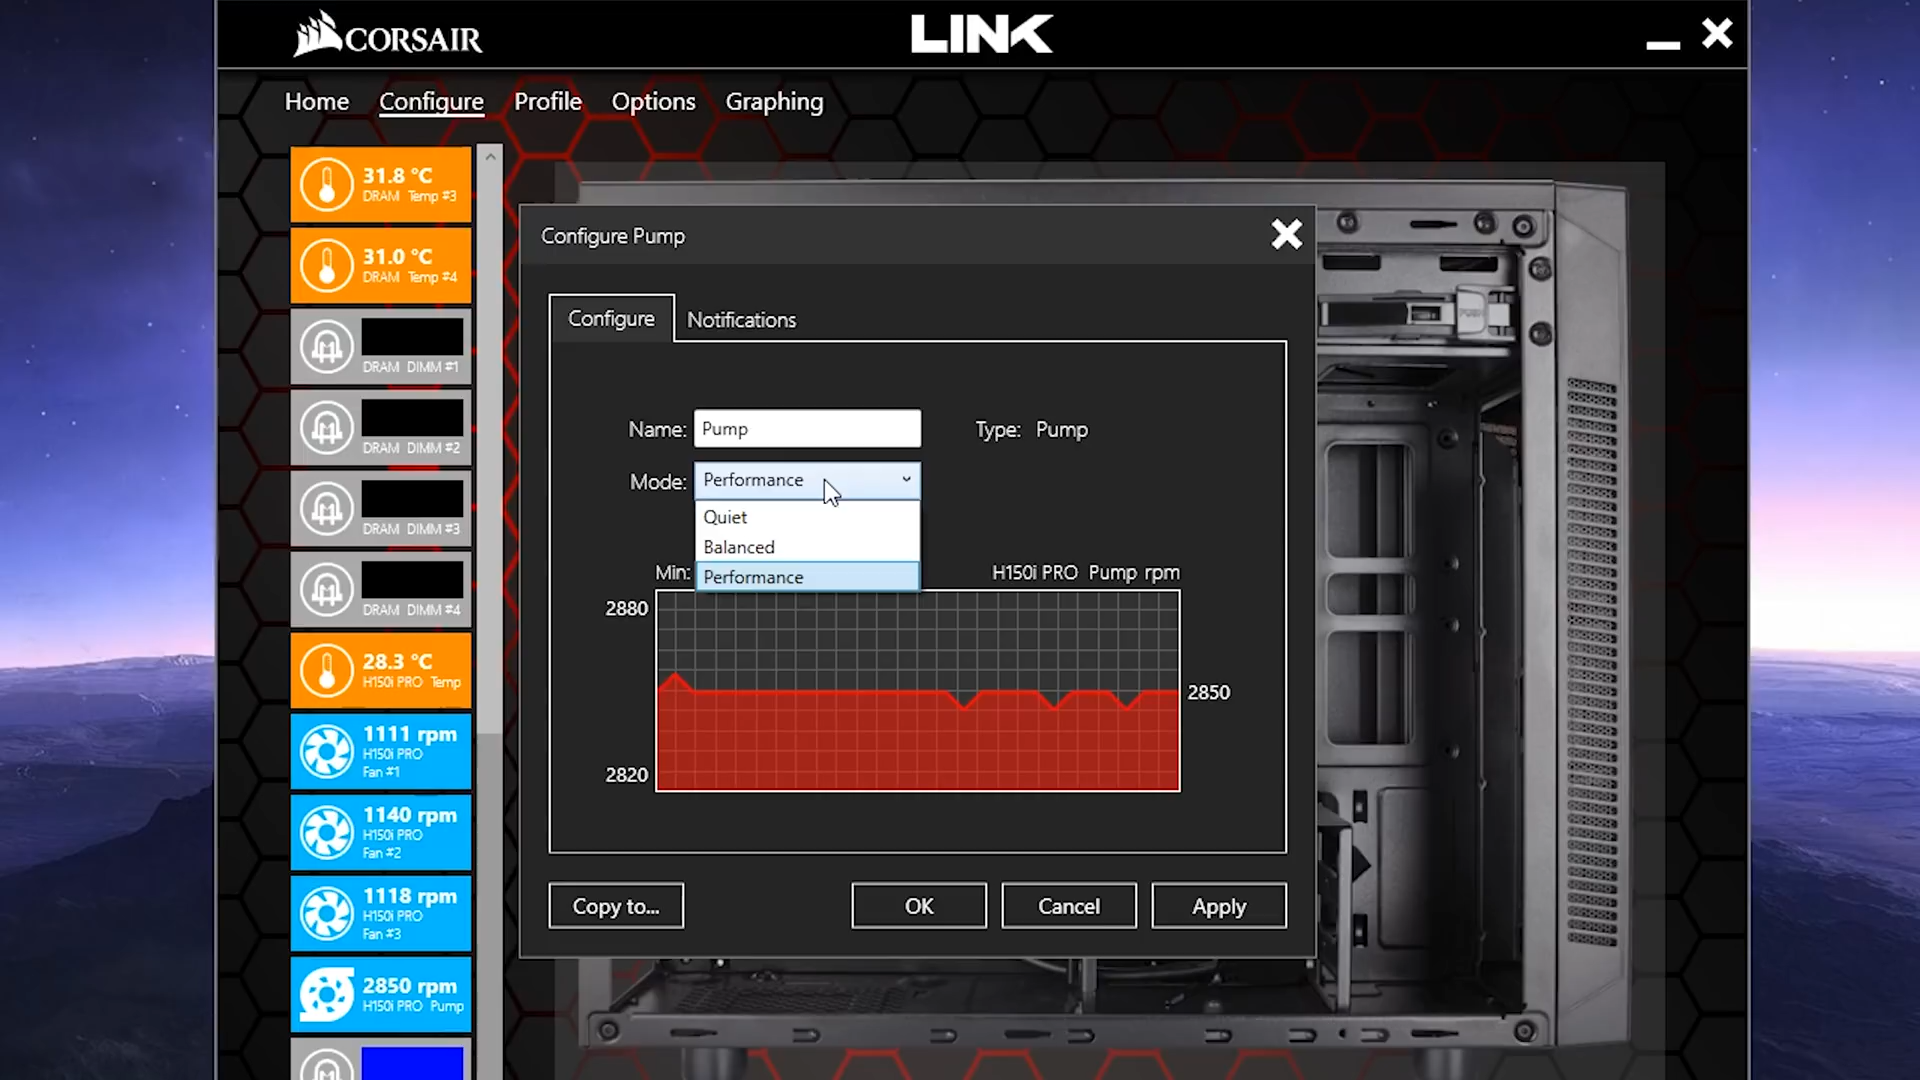 CORSAIR
LINK
Home Configure Profile Options Graphing
31.8 °C
DRAM Temp #3
31.0 °C
DRAM Temp #4
DRAM DIMM #1
DRAM DIMM #2
DRAM DIMM #3
DRAM DIMM #4
28.3 °C
H150i PRO Temp
1111 rpm
H150i PRO
Fan #1
1140 rpm
H150i PRO
Fan #2
1118 rpm
H150i PRO
Fan #3
2850 rpm
H150i PRO Pump
Configure Pump
Configure Notifications
Name: Pump Type: Pump
Mode: Performance
Quiet
Balanced
Performance
Min: H150i PRO Pump rpm
2880
2850
2820
Copy to... OK Cancel Apply